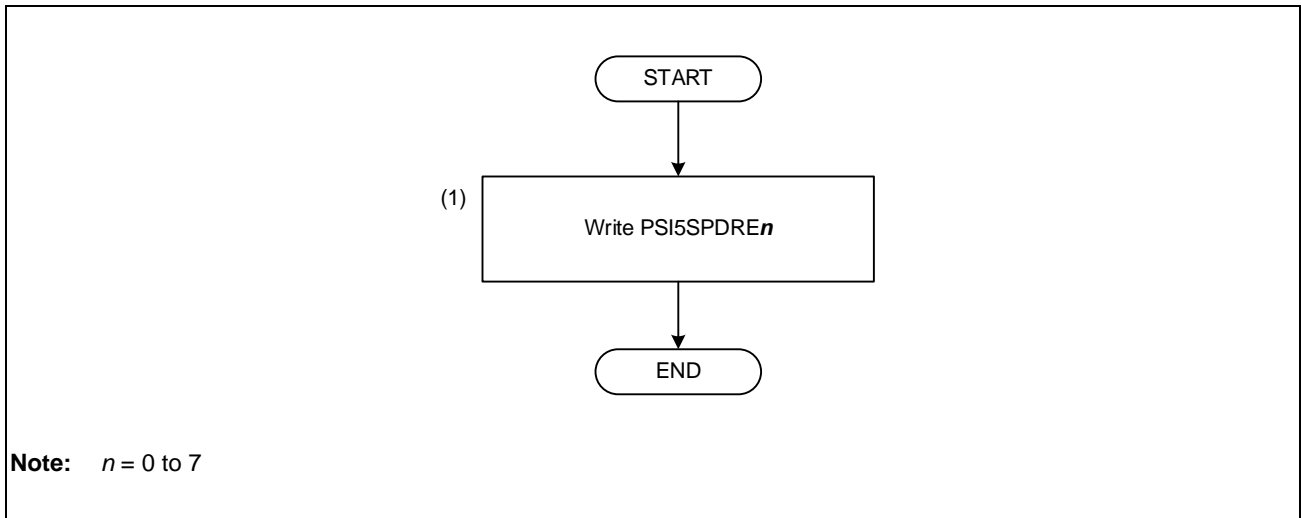 START
(1)
Write PSI5SPDREn
END
Note: n = 0 to 7